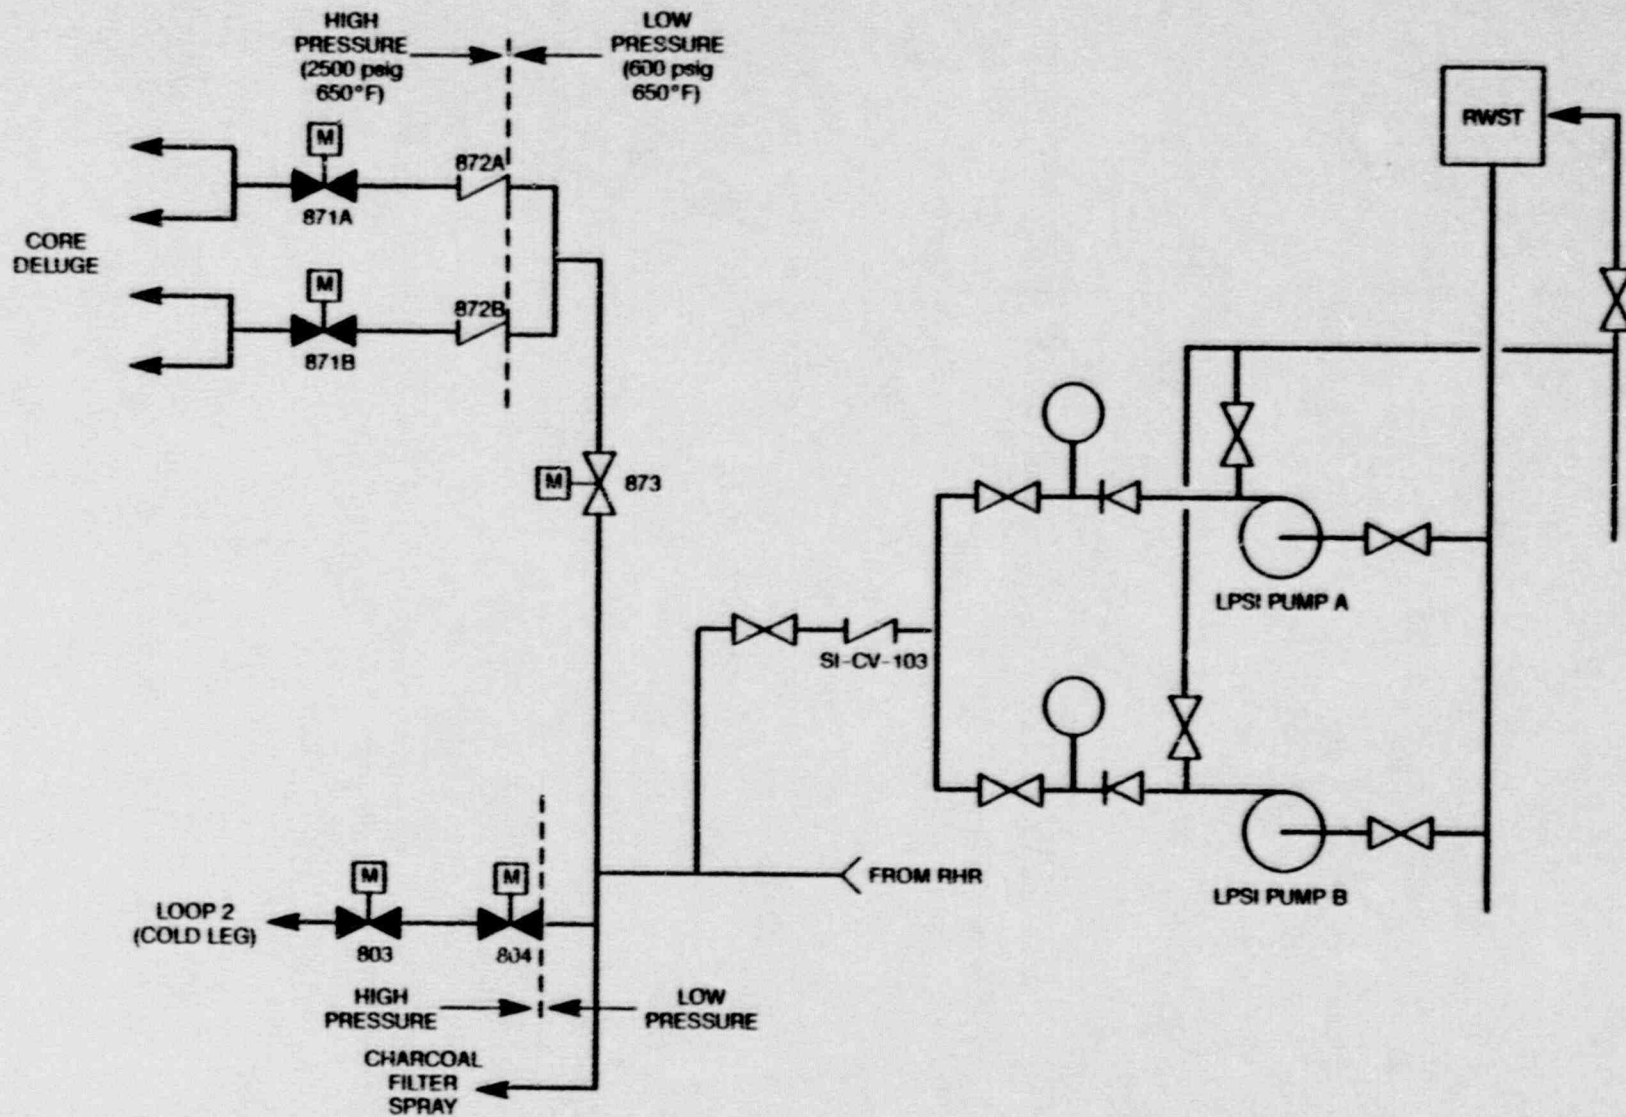 HIGH
PRESSURE
(2500 psig
650°F)
LOW
PRESSURE
(600 psig
650°F)
RWST
M
872A
871A
CORE
DELUGE
M
872B
871B
M
873
LPSI PUMP A
SI-CV-103
M
M
FROM RHR
LPSI PUMP B
LOOP 2
(COLD LEG)
803
804
HIGH
PRESSURE
LOW
PRESSURE
CHARCOAL
FILTER
SPRAY